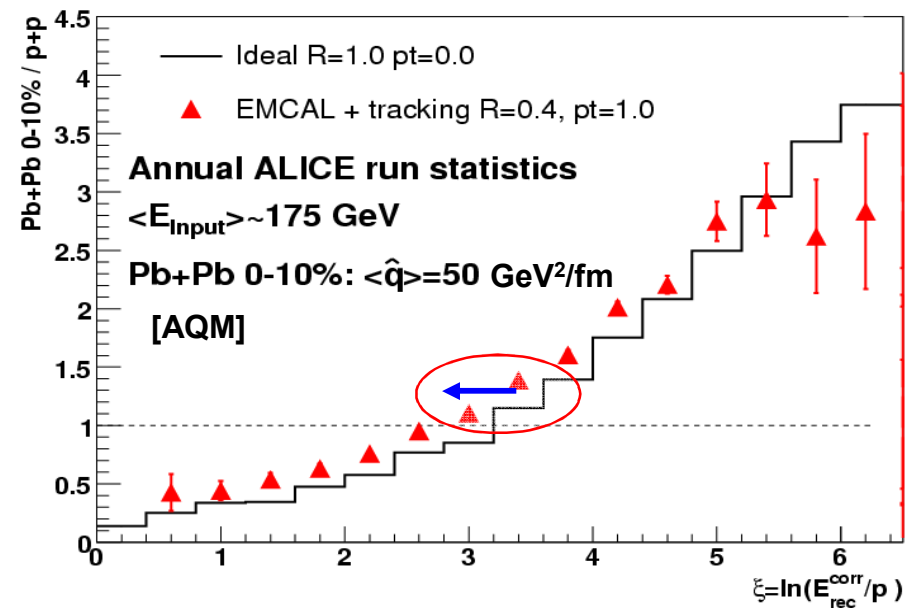 Pb+Pb 0-10% / p+p
4.5
4
3.5
3
2.5
2
1.5
1
0.5
0
Ideal R=1.0 pt=0.0
EMCAL + tracking R=0.4, pt=1.0
Annual ALICE run statistics
<E_Input>~175 GeV
Pb+Pb 0-10%: <q̂>=50 GeV²/fm
[AQM]
0 1 2 3 4 5 6
ξ=ln(E^corr_rec/p )